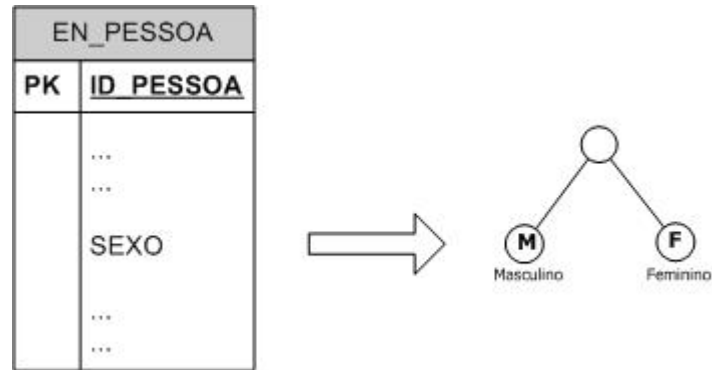 EN_PESSOA
PK ID_PESSOA
...
...
SEXO
...
...
M F
Masculino Feminino